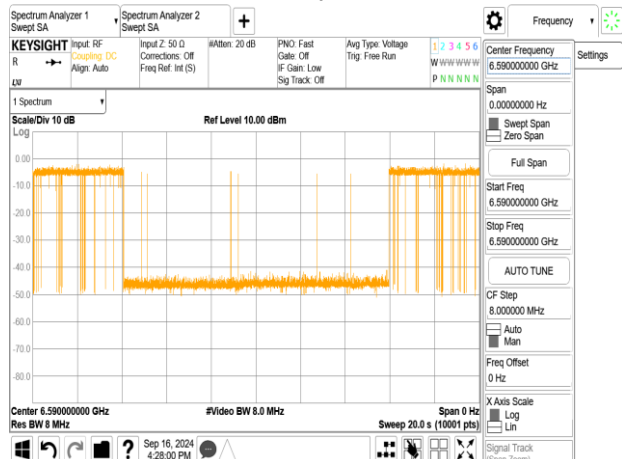 Spectrum Analyzer 1
Swept SA
Spectrum Analyzer 2
Swept SA
+
Frequency
KEYSIGHT
R
Input: RF
Coupling: DC
Align: Auto
Input Z: 50 Ω
Corrections: Off
Freq Ref: Int (S)
#Atten: 20 dB
PNO: Fast
Gate: Off
IF Gain: Low
Sig Track: Off
Avg Type: Voltage
Trig: Free Run
1 2 3 4 5 6
W W W W W W
P N N N N N
LXI
1 Spectrum
Scale/Div 10 dB
Ref Level 10.00 dBm
Log
0.00
-10.0
-20.0
-30.0
-40.0
-50.0
-60.0
-70.0
-80.0
Center 6.590000000 GHz
Res BW 8 MHz
#Video BW 8.0 MHz
Span 0 Hz
Sweep 20.0 s (10001 pts)
Sep 16, 2024
4:28:00 PM
?
Center Frequency
6.590000000 GHz
Span
0.00000000 Hz
Swept Span
Zero Span
Full Span
Start Freq
6.590000000 GHz
Stop Freq
6.590000000 GHz
AUTO TUNE
CF Step
8.000000 MHz
Auto
Man
Freq Offset
0 Hz
X Axis Scale
Log
Lin
Signal Track
(Span Zoom)
Settings